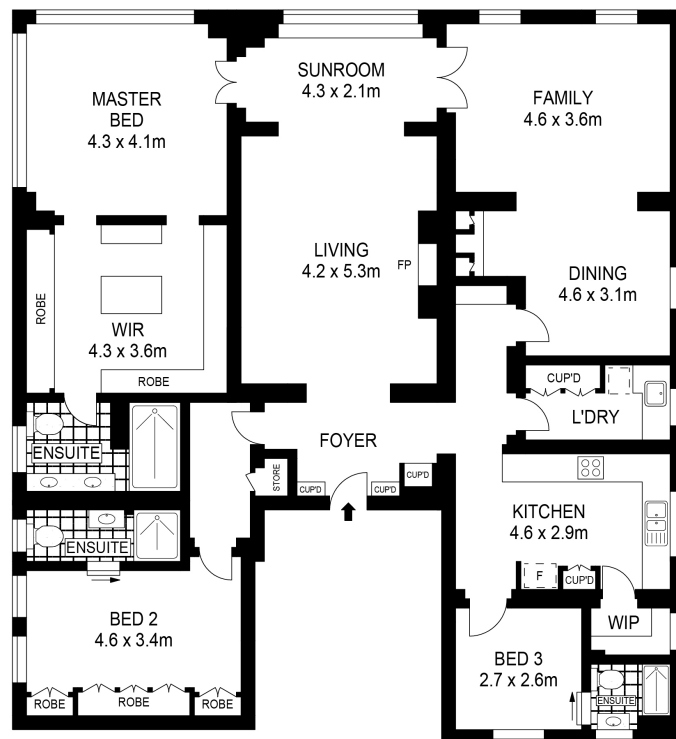 MASTER
BED
4.3 x 4.1m
SUNROOM
4.3 x 2.1m
FAMILY
4.6 x 3.6m
LIVING
4.2 x 5.3m
FP
DINING
4.6 x 3.1m
ROBE
WIR
4.3 x 3.6m
ROBE
CUP'D
L'DRY
ENSUITE
FOYER
STORE
CUP'D
CUP'D
CUP'D
KITCHEN
4.6 x 2.9m
F
CUP'D
ENSUITE
BED 2
4.6 x 3.4m
ROBE
ROBE
ROBE
WIP
BED 3
2.7 x 2.6m
ENSUITE